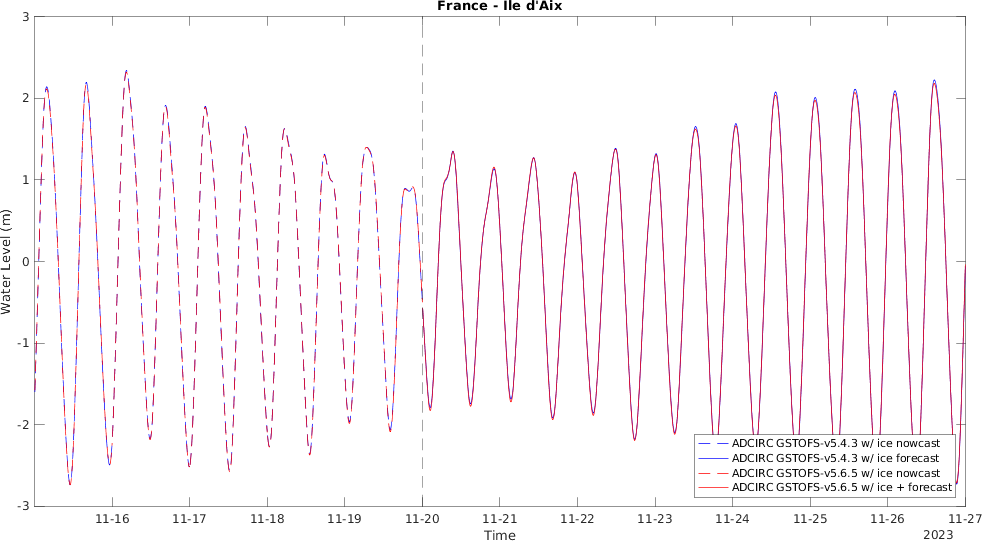 France - Ile d'Aix
3
2
1
0
-1
-2
-3
Water Level (m)
ADCIRC GSTOFS-v5.4.3 w/ ice nowcast
ADCIRC GSTOFS-v5.4.3 w/ ice forecast
ADCIRC GSTOFS-v5.6.5 w/ ice nowcast
ADCIRC GSTOFS-v5.6.5 w/ ice + forecast
11-16 11-17 11-18 11-19 11-20 11-21 11-22 11-23 11-24 11-25 11-26 11-27
Time 2023